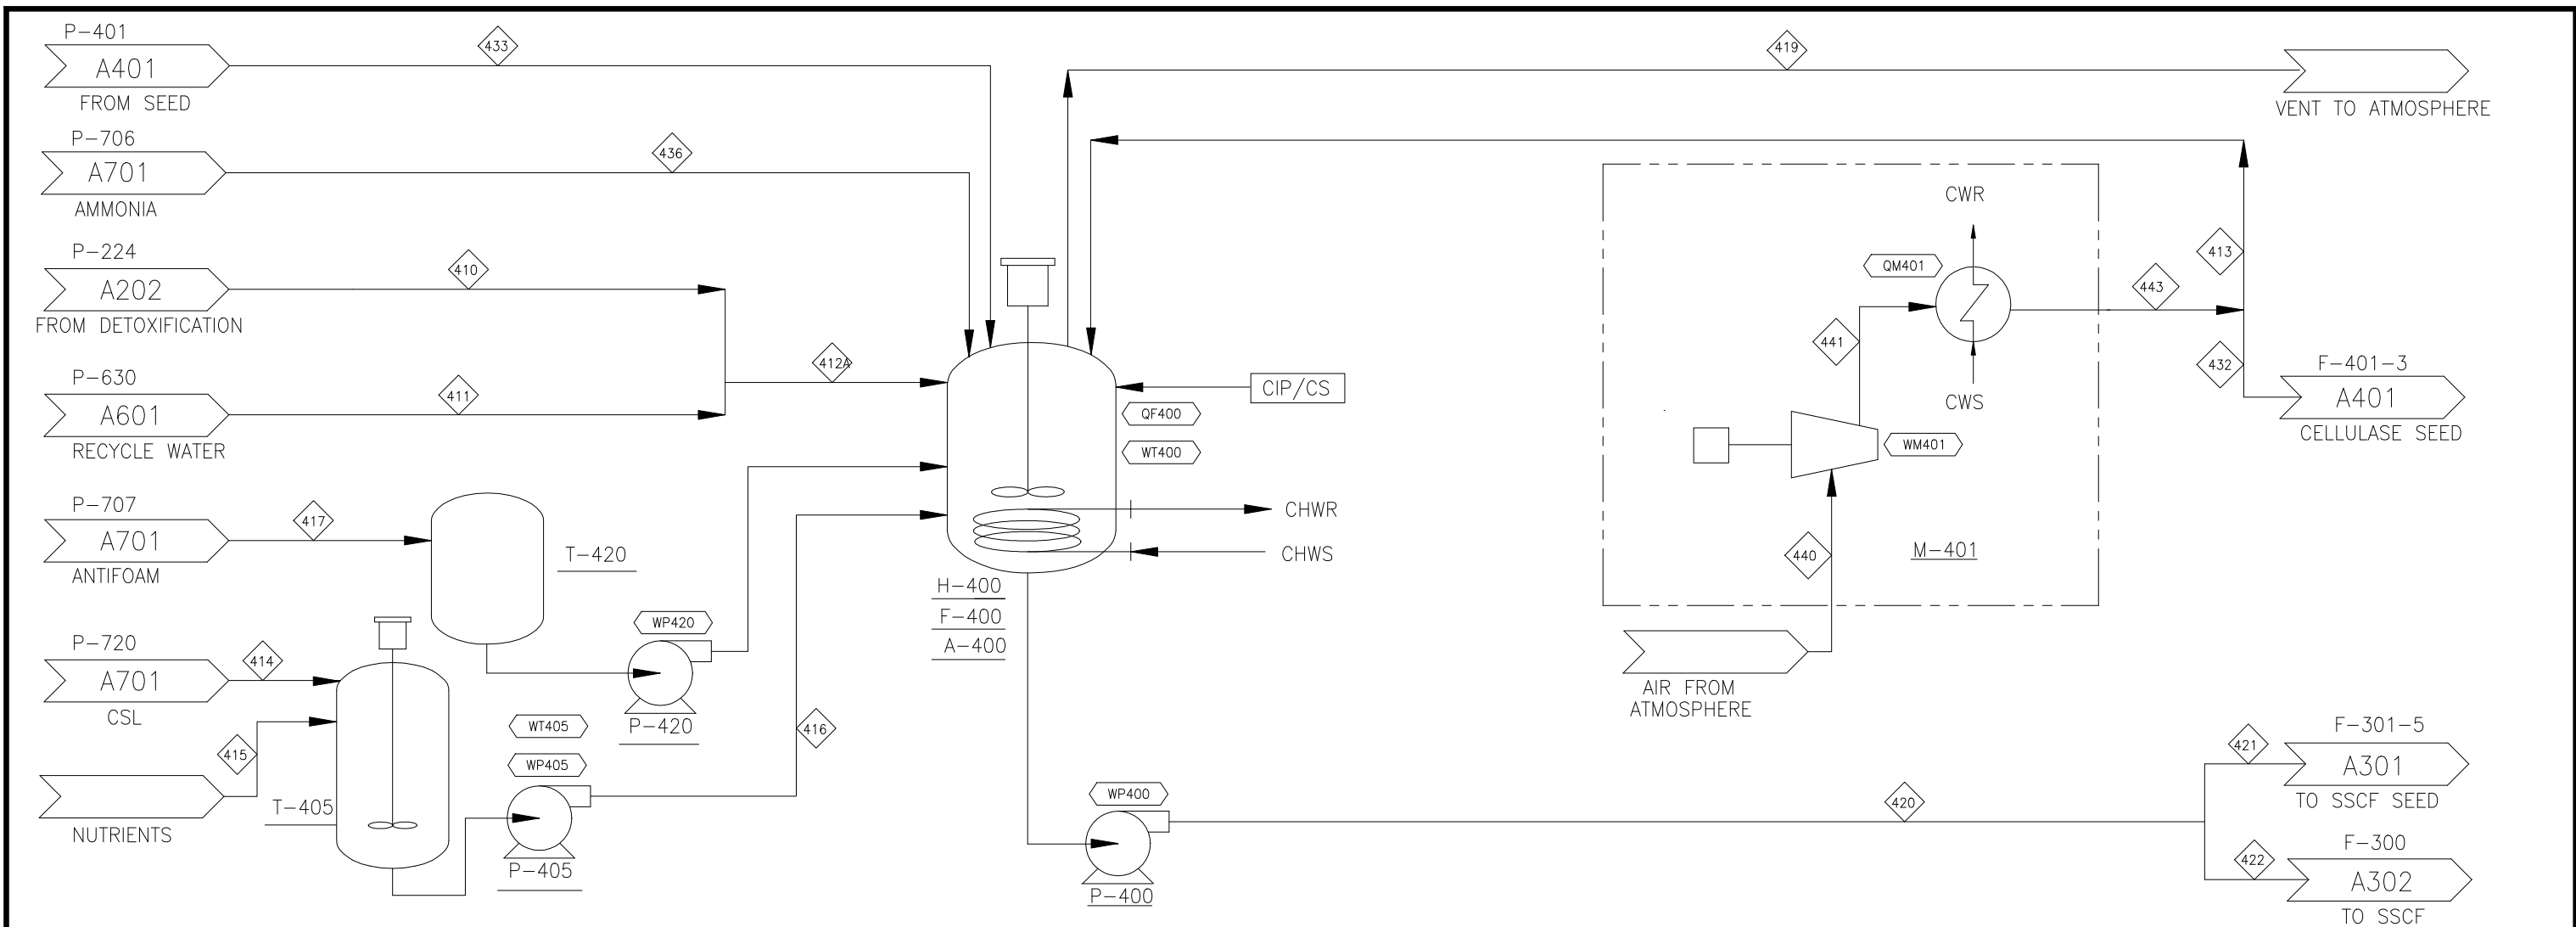 P-401
A401
FROM SEED
433
P-706
A701
AMMONIA
436
P-224
A202
FROM DETOXIFICATION
410
P-630
A601
RECYCLE WATER
411
412A
P-707
A701
ANTIFOAM
417
T-420
P-720
A701
CSL
414
415
NUTRIENTS
T-405
WP420
P-420
WT405
WP405
P-405
416
419
VENT TO ATMOSPHERE
CIP/CS
QF400
WT400
CHWR
CHWS
H-400
F-400
A-400
WP400
P-400
CWR
QM401
441
CWS
WM401
440
M-401
AIR FROM
ATMOSPHERE
443
413
432
F-401-3
A401
CELLULASE SEED
420
421
F-301-5
A301
TO SSCF SEED
422
F-300
A302
TO SSCF